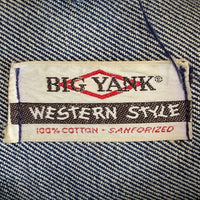 BIG YANK®
WESTERN STYLE
100% COTTON - SANFORIZED